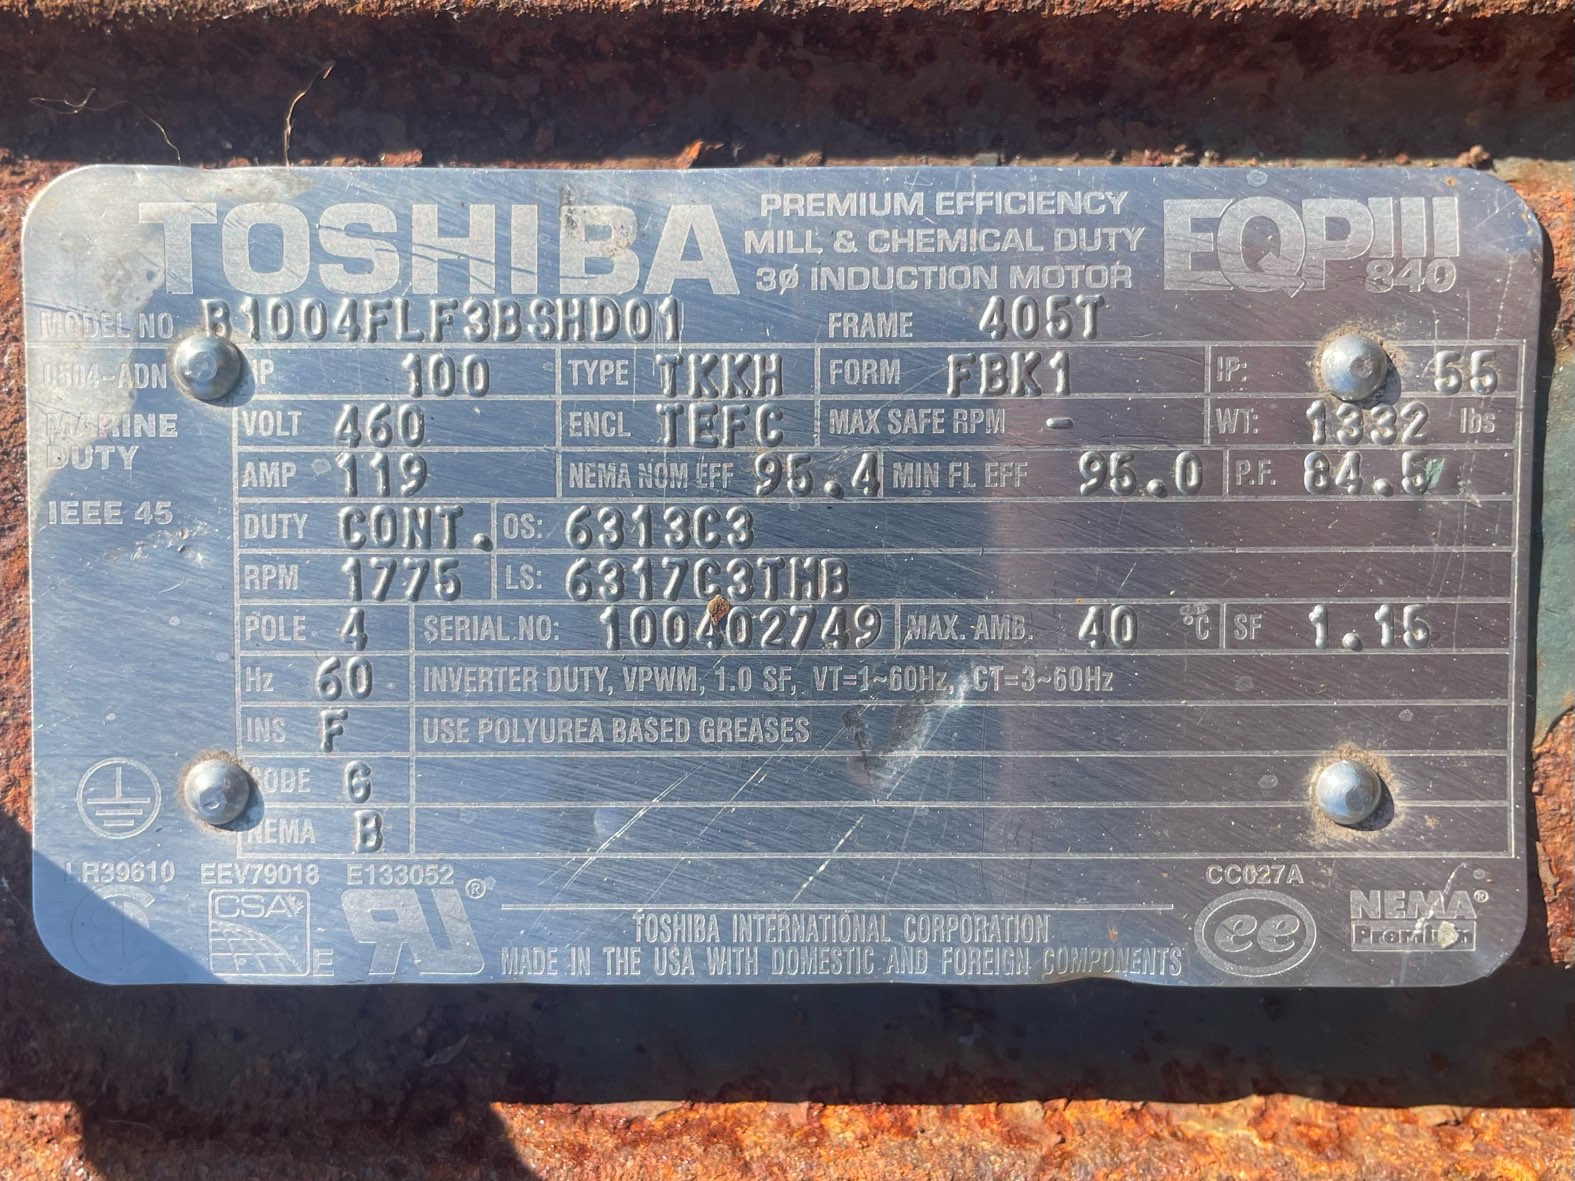 TOSHIBA
PREMIUM EFFICIENCY
MILL & CHEMICAL DUTY
3ø INDUCTION MOTOR
EQPIII
840
MODEL NO. B1004FLF3BSHD01 FRAME 405T
0504-ADN HP 100 TYPE TKKH FORM FBK1 IP: 55
MARINE DUTY
VOLT 460 ENCL TEFC MAX SAFE RPM - WT: 1332 lbs
AMP 119 NEMA NOM EFF 95.4 MIN FL EFF 95.0 P.F. 84.5
IEEE 45
DUTY CONT. OS: 6313C3
RPM 1775 LS: 6317C3TMB
POLE 4 SERIAL NO: 100402749 MAX. AMB. 40 °C SF 1.15
Hz 60 INVERTER DUTY, VPWM, 1.0 SF, VT=1~60Hz, CT=3~60Hz
INS F USE POLYUREA BASED GREASES
CODE G
NEMA B
LR39610 EEV79018 E133052 ® CC027A
CSA
E
ee
NEMA®
Premium
TOSHIBA INTERNATIONAL CORPORATION
MADE IN THE USA WITH DOMESTIC AND FOREIGN COMPONENTS